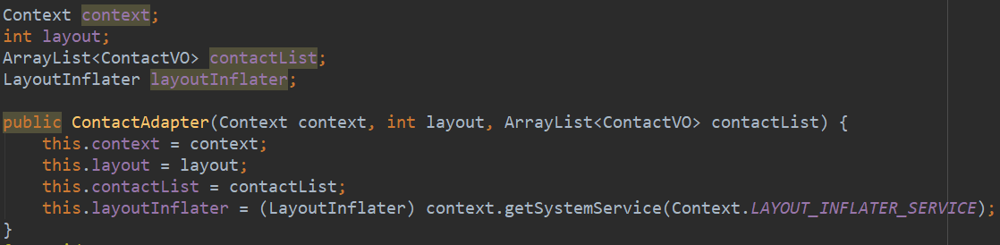 Context context;
int layout;
ArrayList<ContactVO> contactList;
LayoutInflater layoutInflater;
public ContactAdapter(Context context, int layout, ArrayList<ContactVO> contactList) {
this.context = context;
this.layout = layout;
this.contactList = contactList;
this.layoutInflater = (LayoutInflater) context.getSystemService(Context.LAYOUT_INFLATER_SERVICE);
}